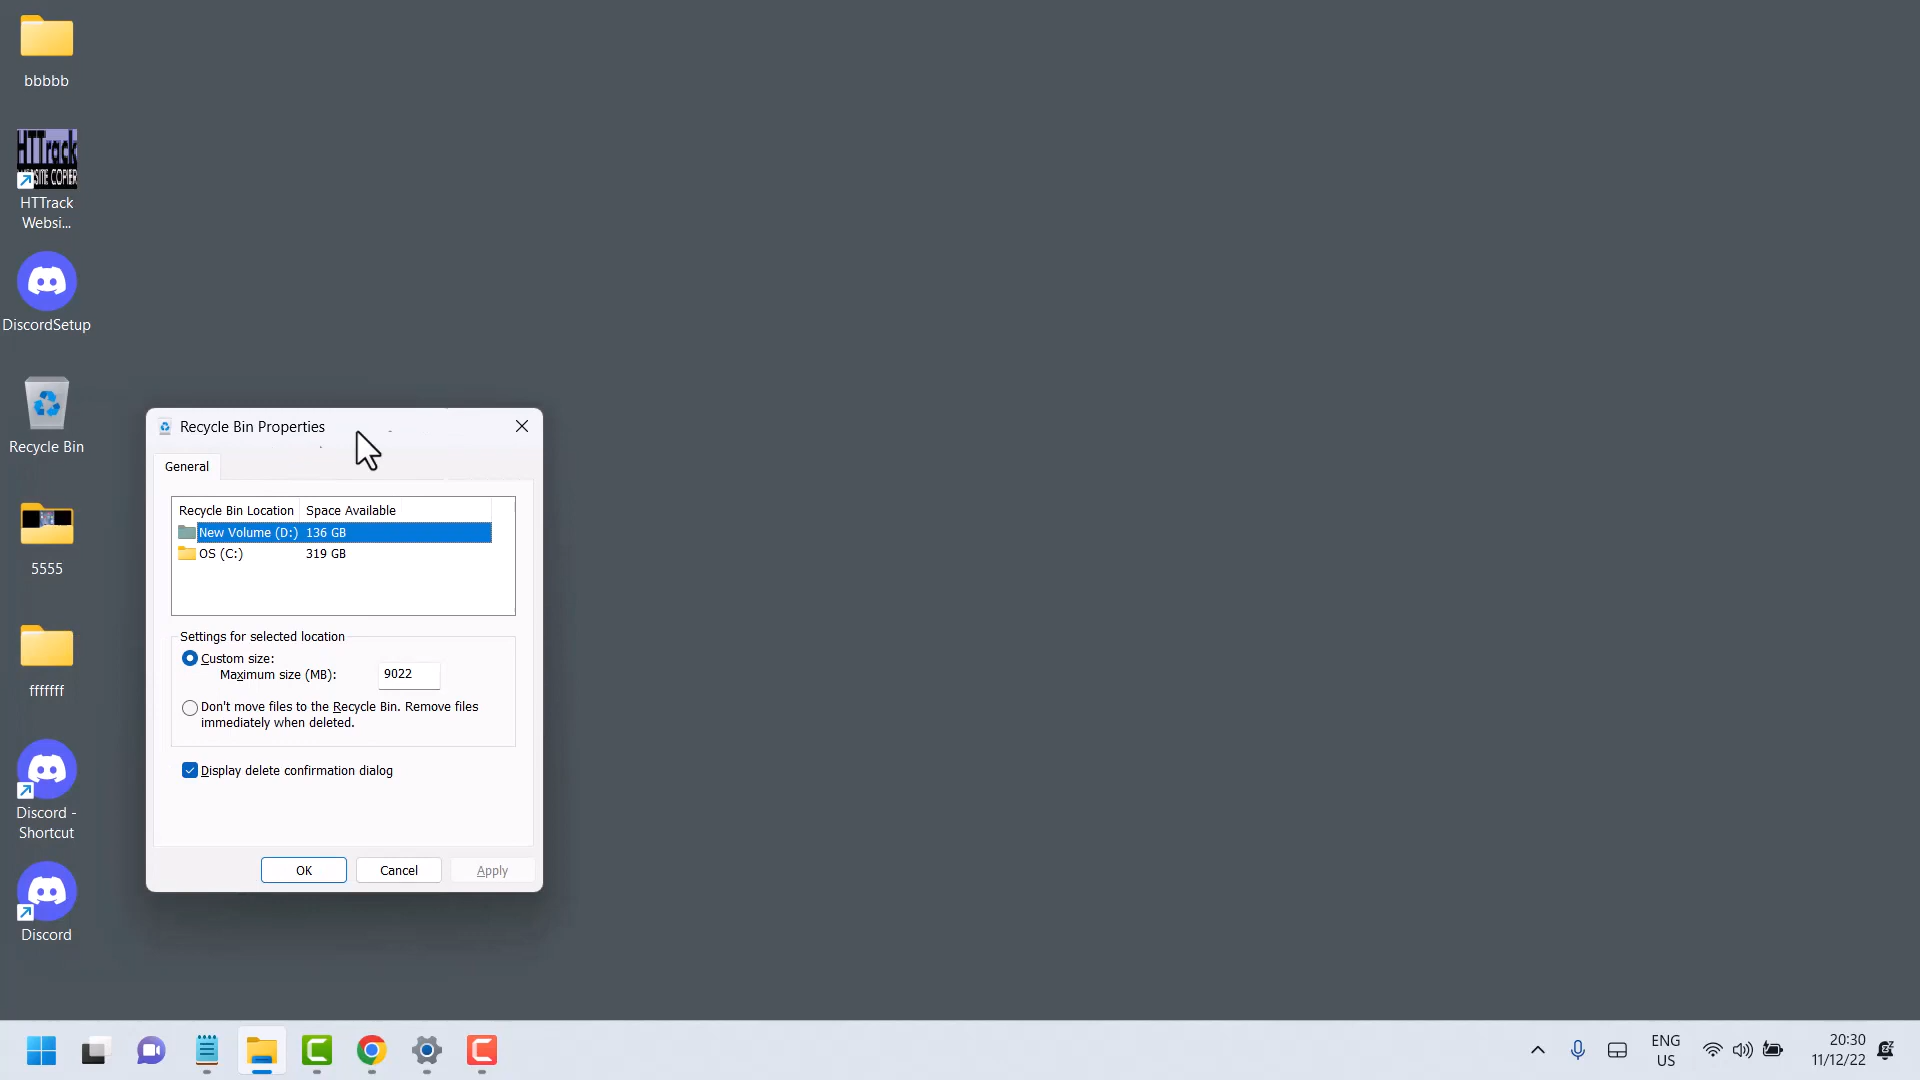 bbbbb
HTTrack
WEBSITE COPIER
HTTrack
Websi...
DiscordSetup
Recycle Bin
5555
fffffff
Discord -
Shortcut
Discord
Recycle Bin Properties
General
Recycle Bin Location Space Available
New Volume (D:) 136 GB
OS (C:) 319 GB
Settings for selected location
Custom size:
Maximum size (MB): 9022
Don't move files to the Recycle Bin. Remove files
immediately when deleted.
Display delete confirmation dialog
OK Cancel Apply
ENG
US
20:30
11/12/22